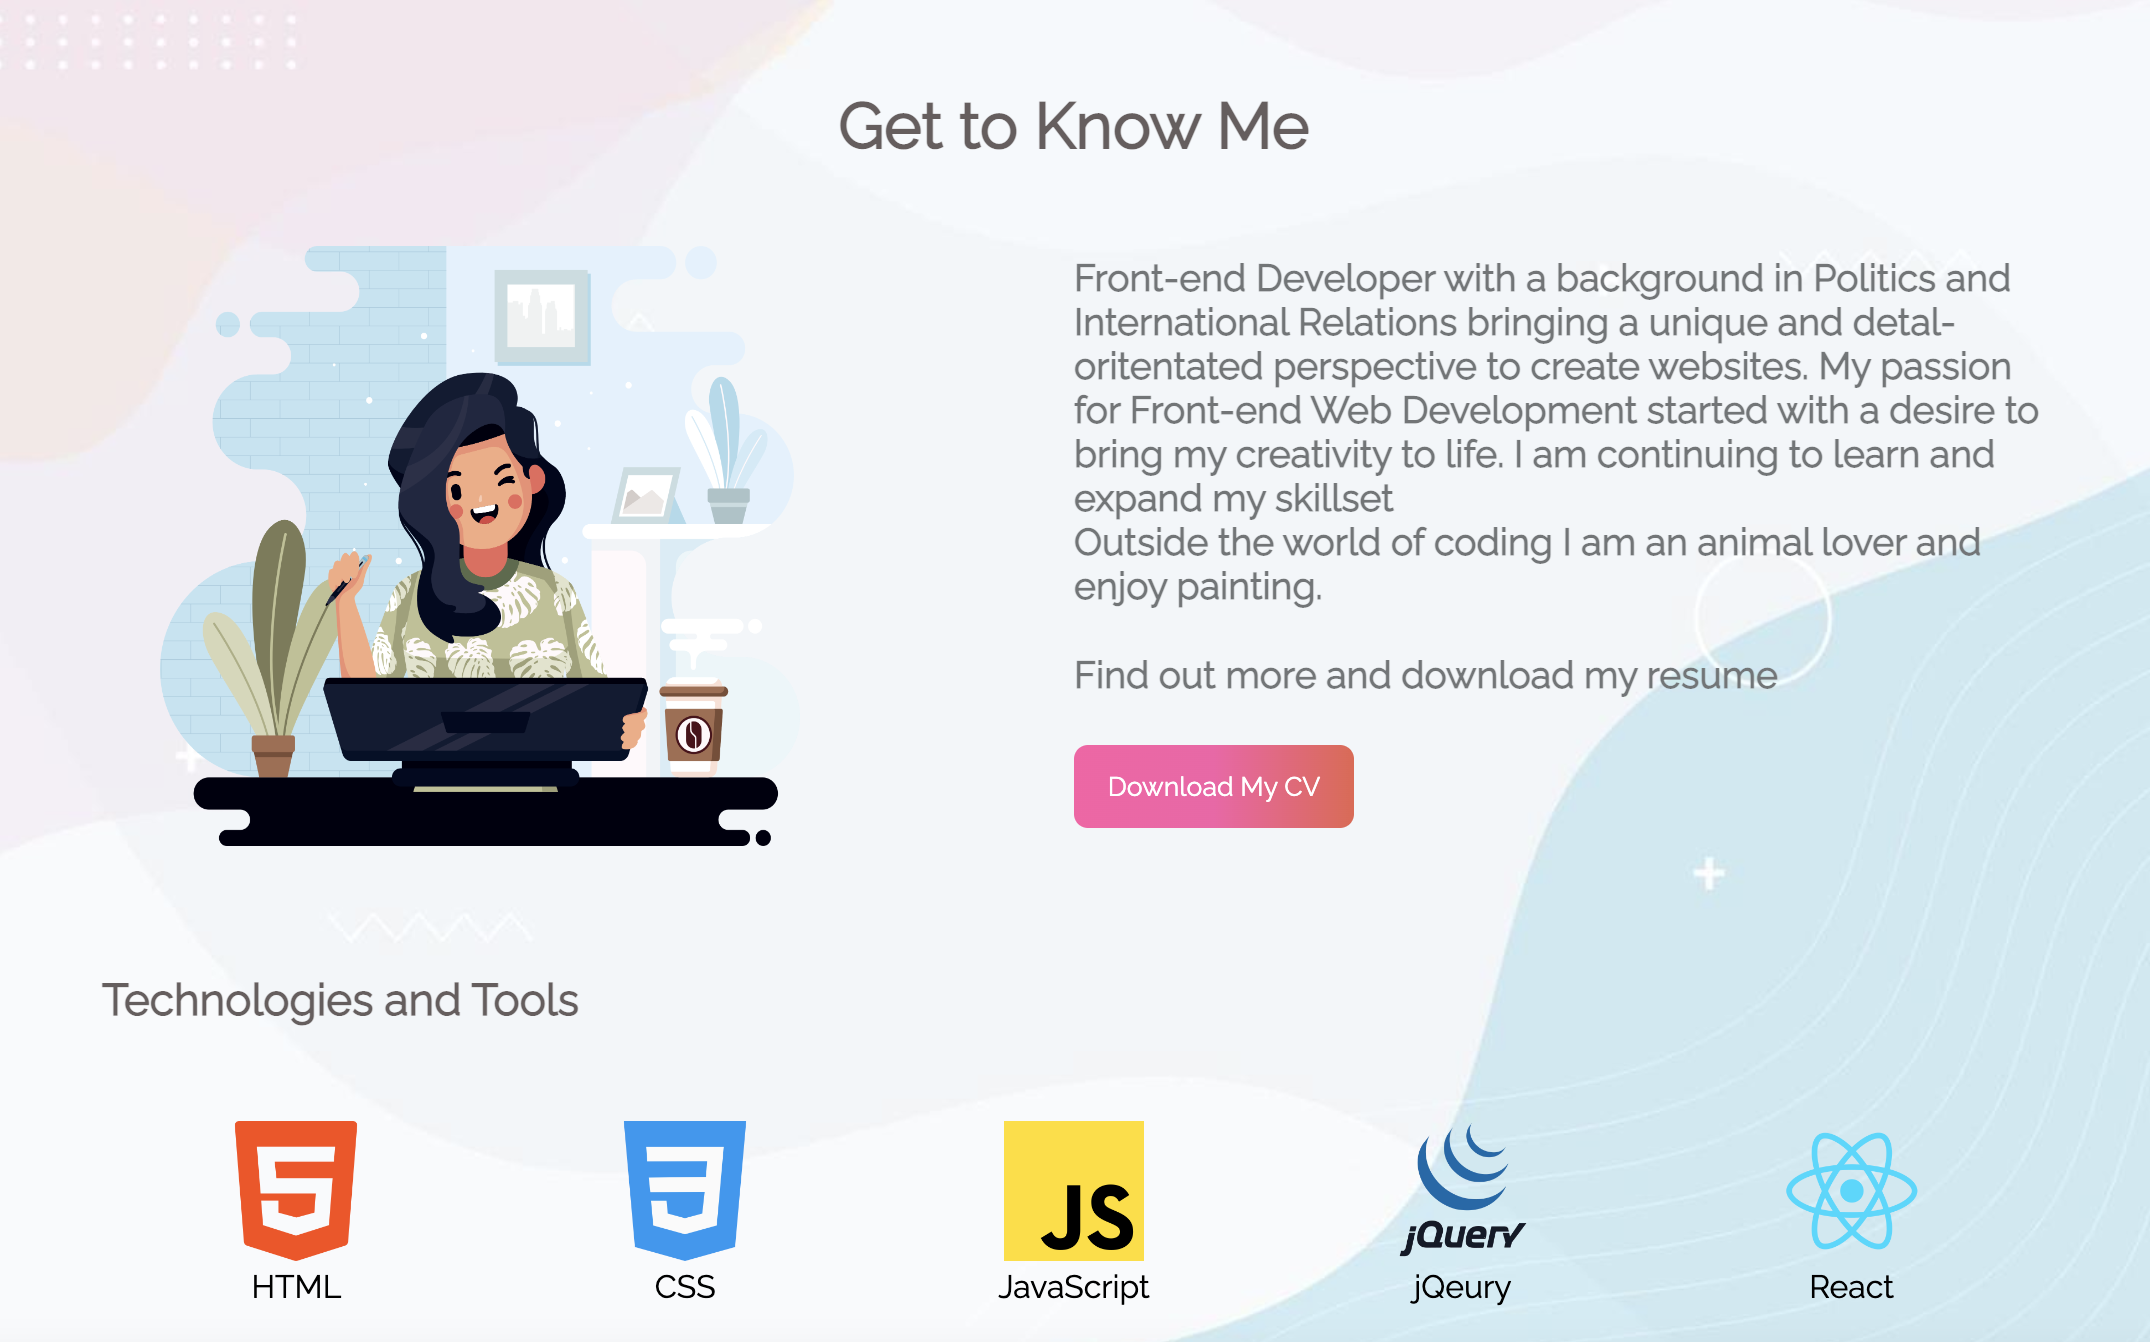 Get to Know Me
Front-end Developer with a background in Politics and
International Relations bringing a unique and detal-
oritentated perspective to create websites. My passion
for Front-end Web Development started with a desire to
bring my creativity to life. I am continuing to learn and
expand my skillset
Outside the world of coding I am an animal lover and
enjoy painting.
Find out more and download my resume
Download My CV
Technologies and Tools
JS
jQuery
HTML
CSS
JavaScript
jQeury
React